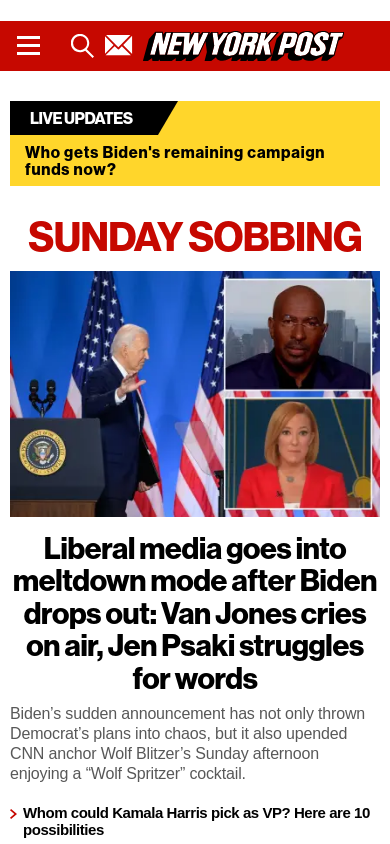 NEW YORK POST
LIVE UPDATES
Who gets Biden's remaining campaign
funds now?
SUNDAY SOBBING
Liberal media goes into
meltdown mode after Biden
drops out: Van Jones cries
on air, Jen Psaki struggles
for words
Biden’s sudden announcement has not only thrown
Democrat’s plans into chaos, but it also upended
CNN anchor Wolf Blitzer’s Sunday afternoon
enjoying a “Wolf Spritzer” cocktail.
Whom could Kamala Harris pick as VP? Here are 10
possibilities